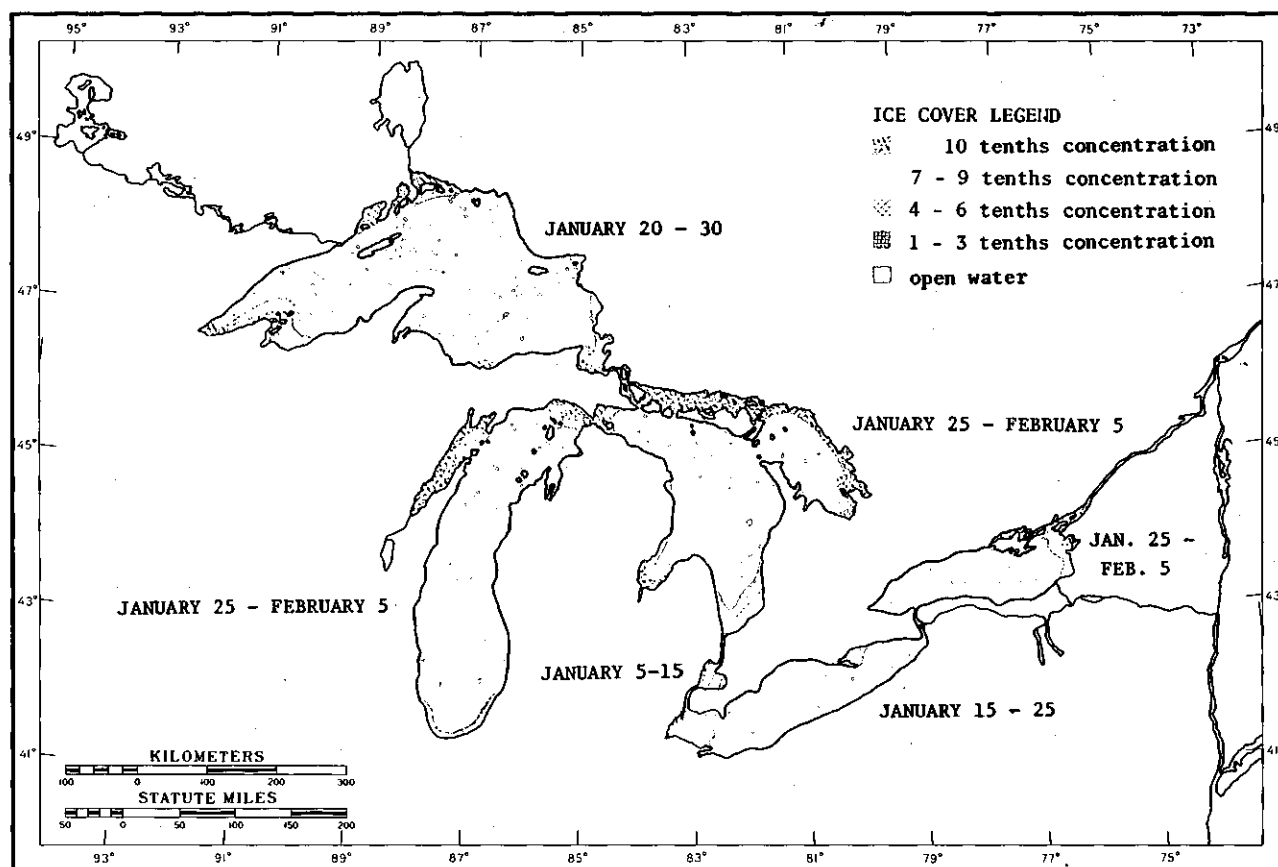 95° 93° 91° 89° 87° 85° 83° 81° 79° 77° 75° 73°
ICE COVER LEGEND
49° 49°
10 tenths concentration
7 - 9 tenths concentration
4 - 6 tenths concentration
JANUARY 20 - 30
1 - 3 tenths concentration
open water
47° 47°
JANUARY 25 - FEBRUARY 5
45° 45°
JAN. 25 -
FEB. 5
43° 43°
JANUARY 25 - FEBRUARY 5
JANUARY 5-15
JANUARY 15 - 25
41° 41°
KILOMETERS
100 0 100 200 300
STATUTE MILES
50 0 50 100 150 200
93° 91° 89° 87° 85° 83° 81° 79° 77° 75°